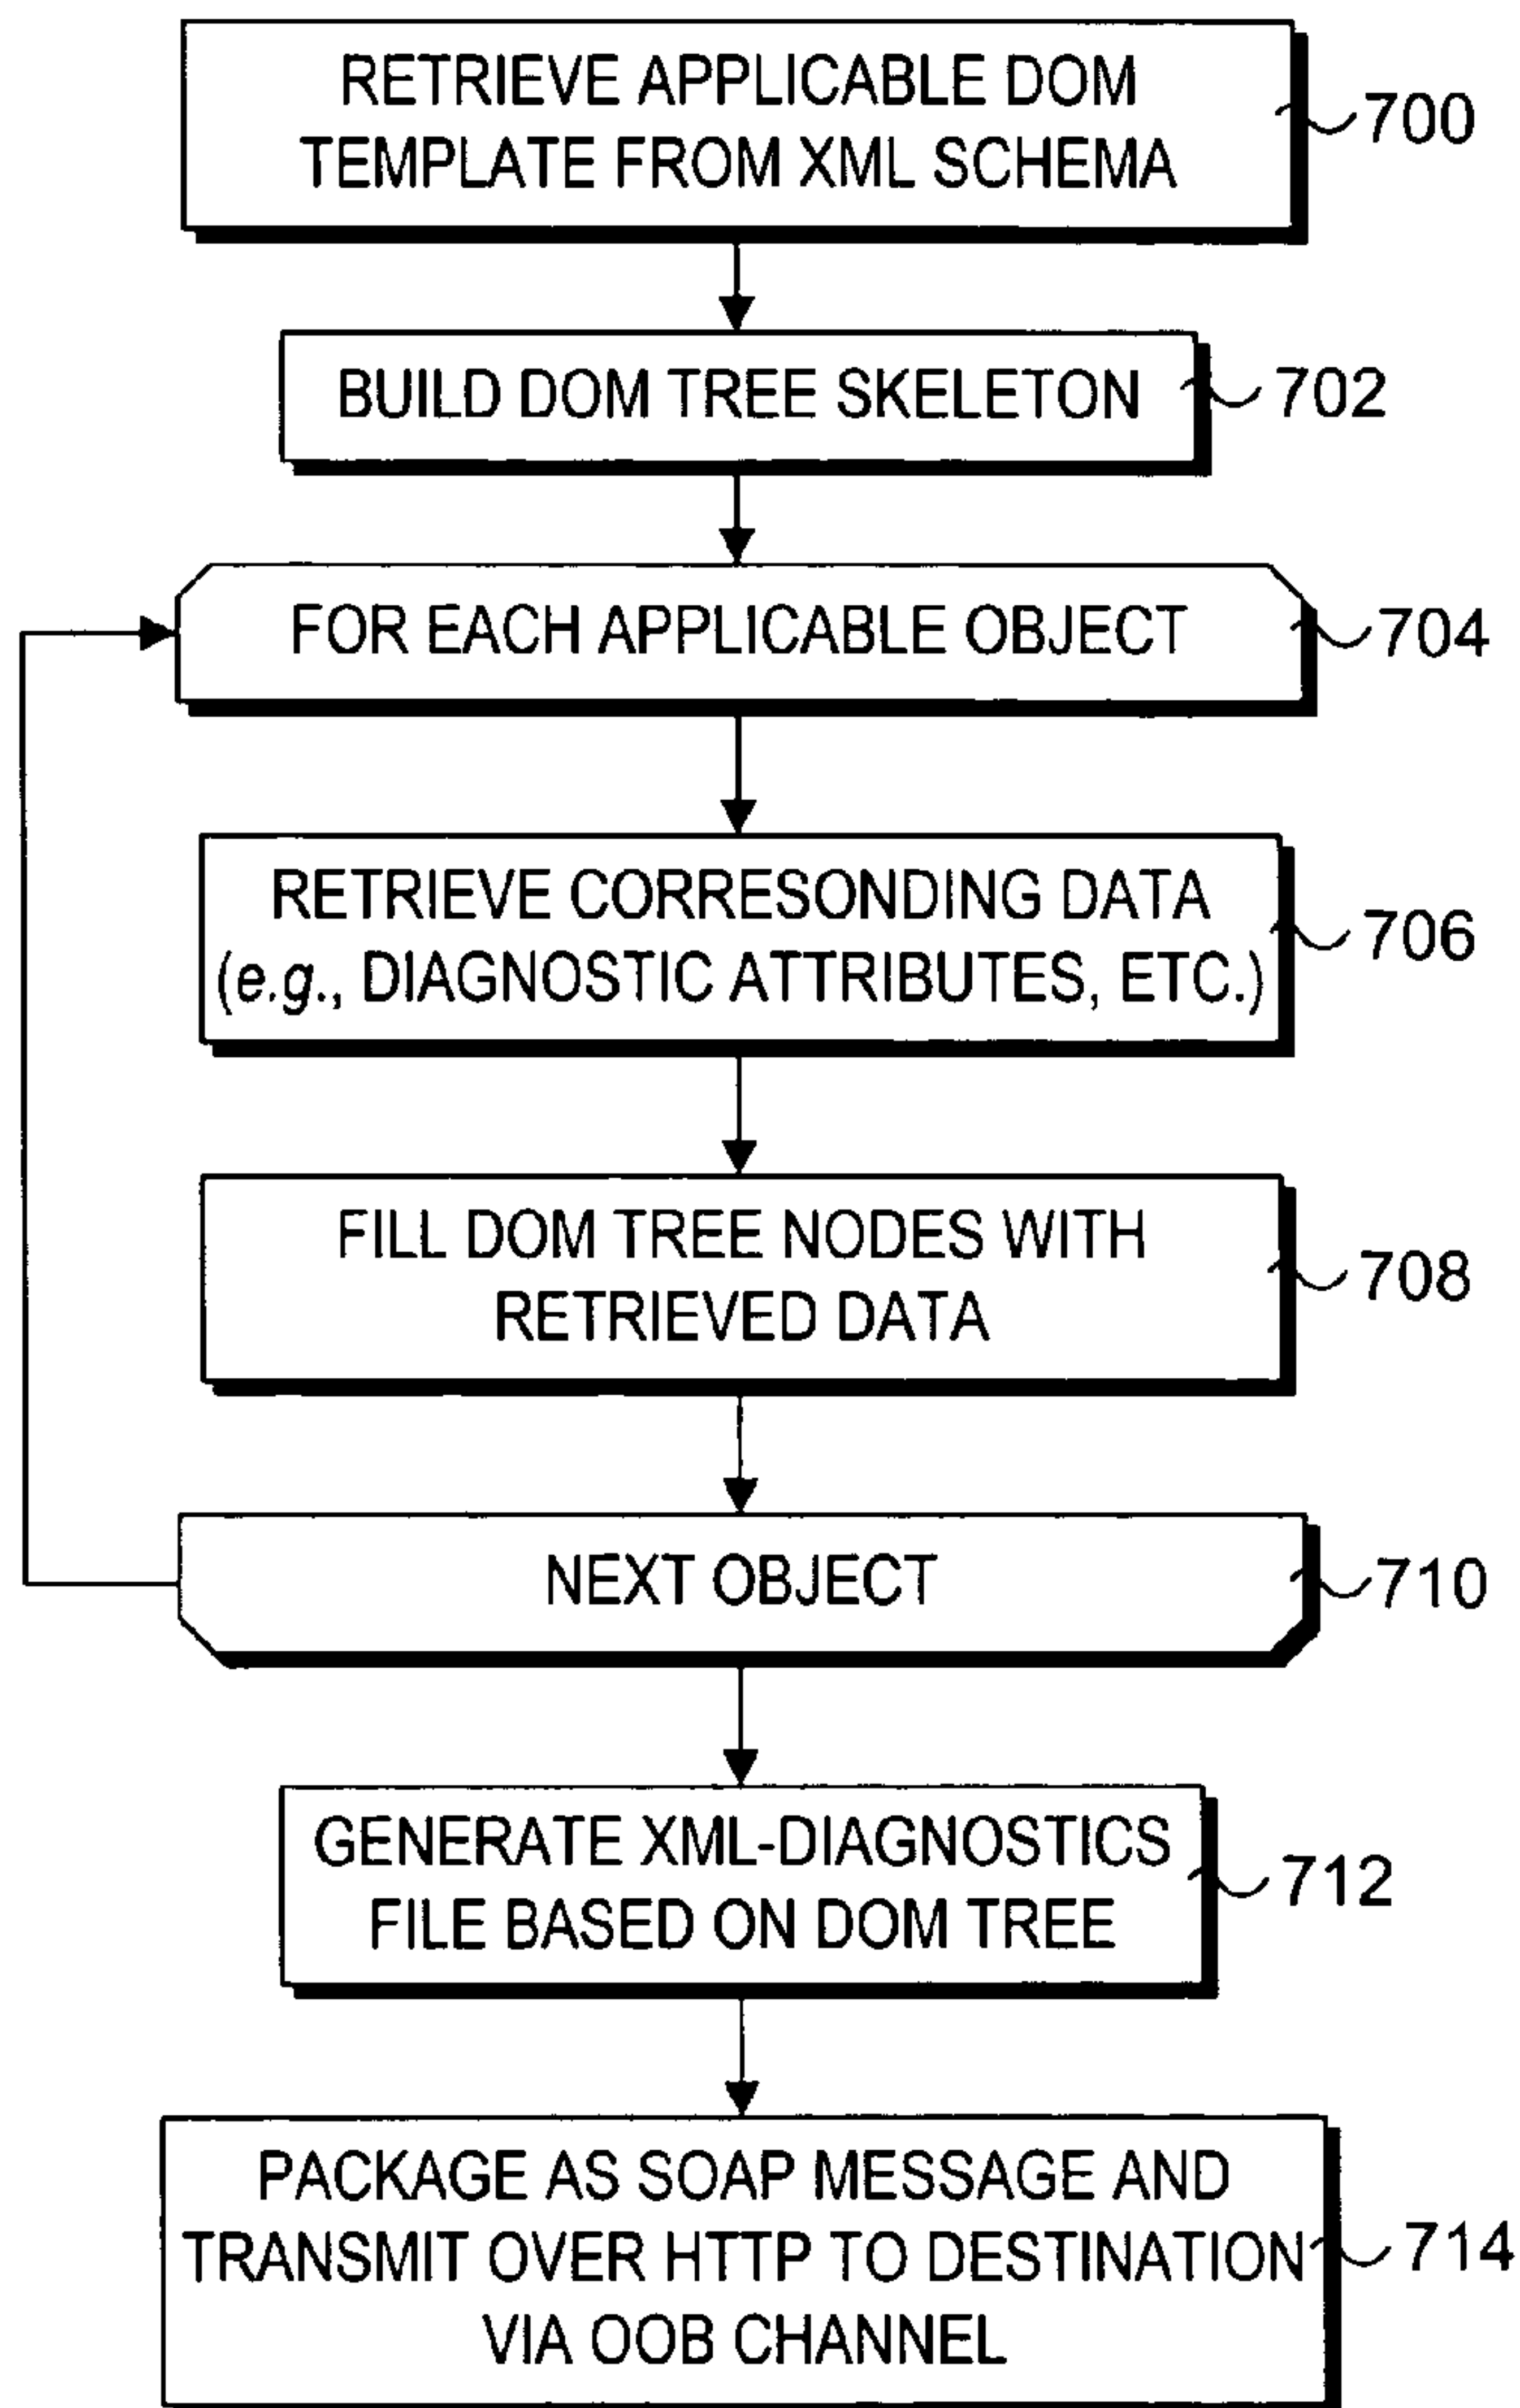 RETRIEVE APPLICABLE DOM
TEMPLATE FROM XML SCHEMA
700
BUILD DOM TREE SKELETON
702
FOR EACH APPLICABLE OBJECT
704
RETRIEVE CORRESONDING DATA
(e.g., DIAGNOSTIC ATTRIBUTES, ETC.)
706
FILL DOM TREE NODES WITH
RETRIEVED DATA
708
NEXT OBJECT
710
GENERATE XML-DIAGNOSTICS
FILE BASED ON DOM TREE
712
PACKAGE AS SOAP MESSAGE AND
TRANSMIT OVER HTTP TO DESTINATION
VIA OOB CHANNEL
714